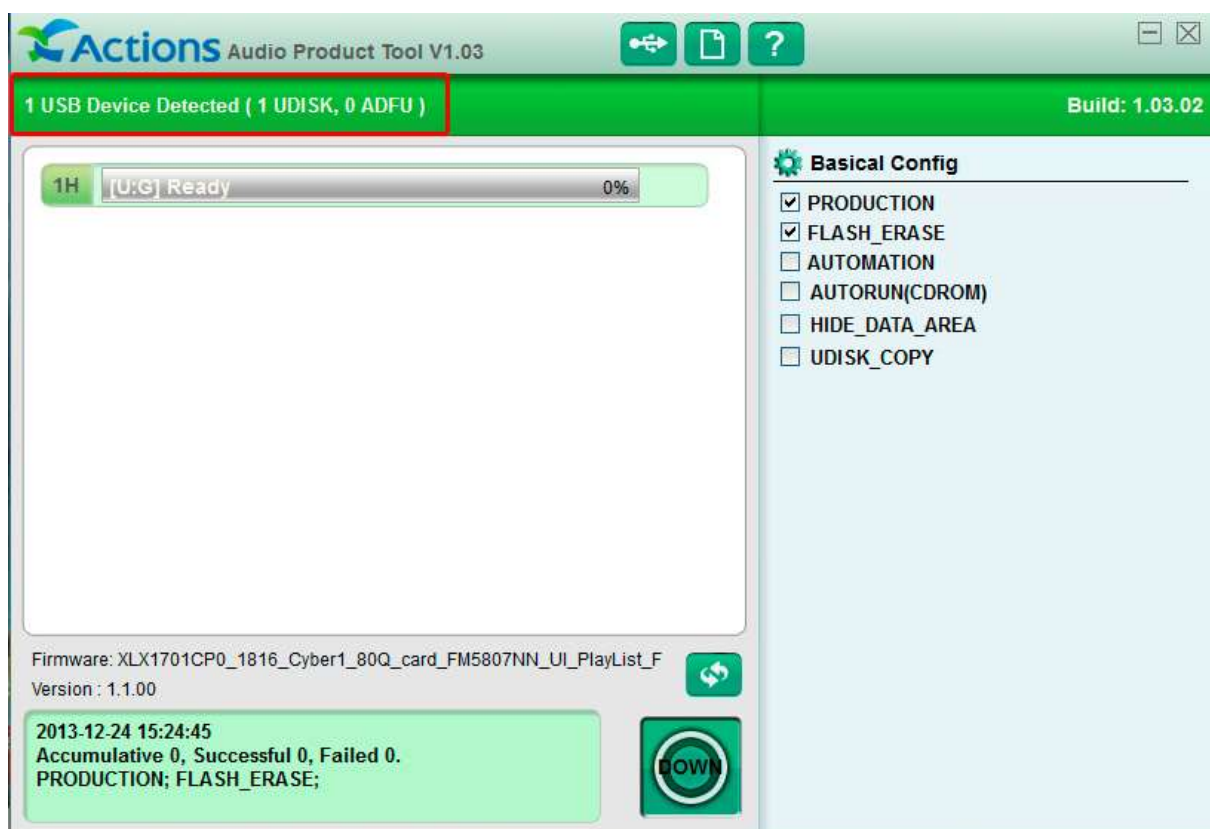 Actions Audio Product Tool V1.03
?
1 USB Device Detected ( 1 UDISK, 0 ADFU )
Build: 1.03.02
1H
[U:G] Ready
0%
Basical Config
PRODUCTION
FLASH_ERASE
AUTOMATION
AUTORUN(CDROM)
HIDE_DATA_AREA
UDISK_COPY
Firmware: XLX1701CP0_1816_Cyber1_80Q_card_FM5807NN_UI_PlayList_F
Version : 1.1.00
2013-12-24 15:24:45
Accumulative 0, Successful 0, Failed 0.
PRODUCTION; FLASH_ERASE;
DOWN